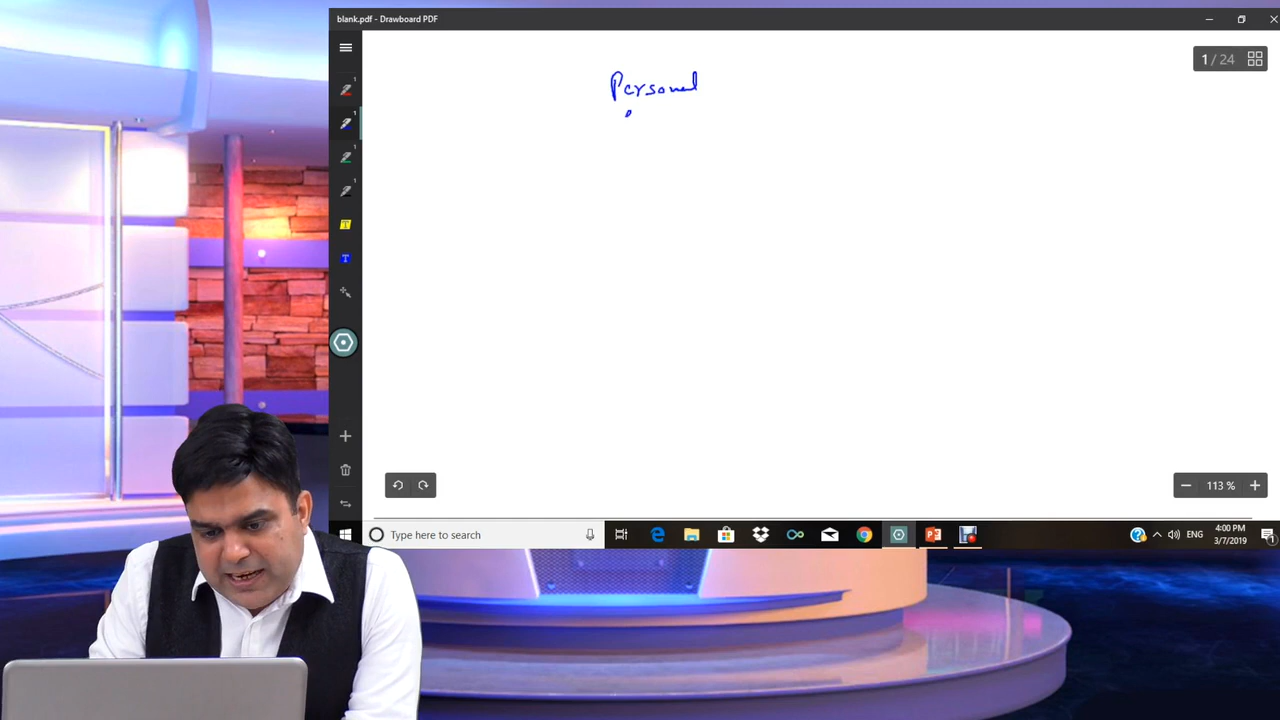 blank.pdf - Drawboard PDF
1 / 24
Personal
113 %
Type here to search
ENG
4:00 PM
3/7/2019